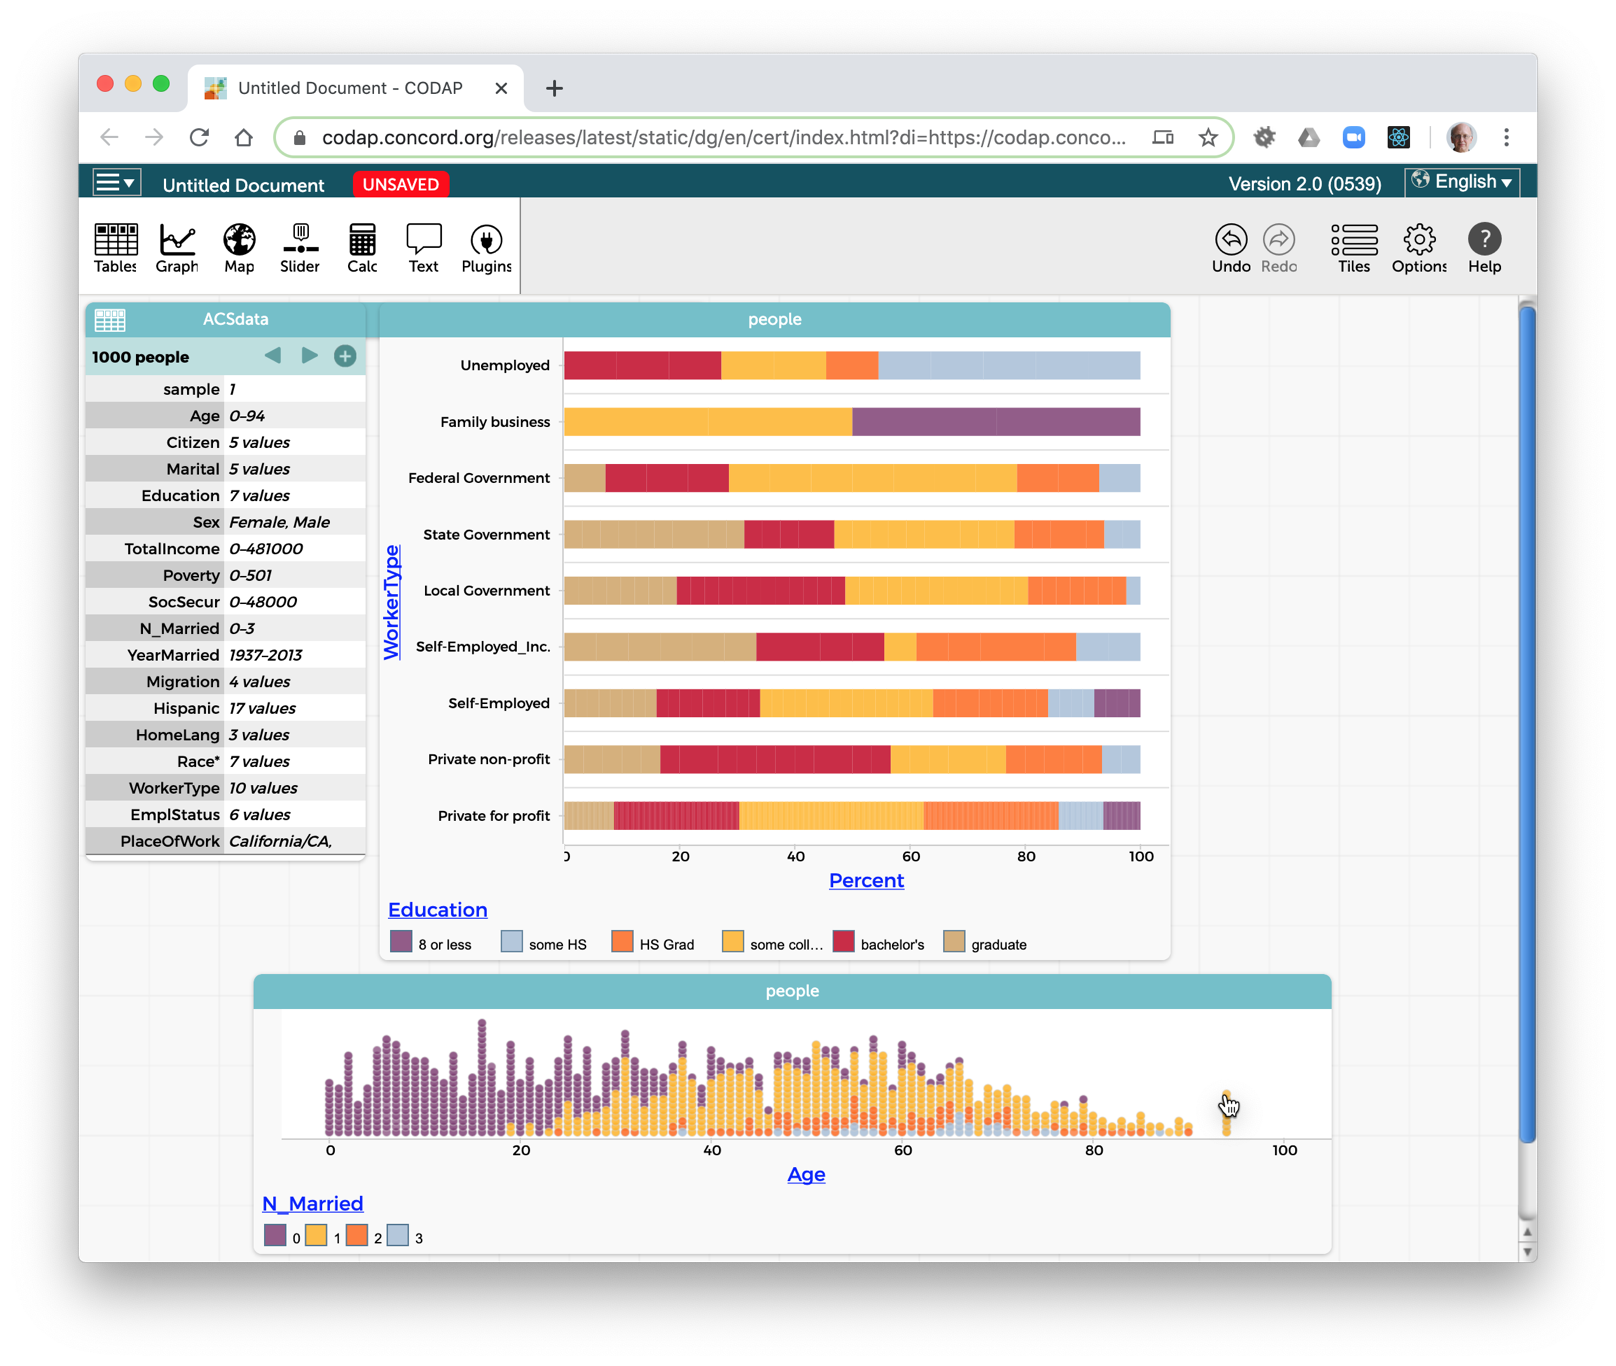 Untitled Document - CODAP
codap.concord.org/releases/latest/static/dg/en/cert/index.html?di=https://codap.conco...
Untitled Document UNSAVED Version 2.0 (0539) English
Tables Graph Map Slider Calc Text Plugins Undo Redo Tiles Options Help
ACSdata
1000 people
sample 1
Age 0–94
Citizen 5 values
Marital 5 values
Education 7 values
Sex Female, Male
TotalIncome 0–481000
Poverty 0–501
SocSecur 0–48000
N_Married 0–3
YearMarried 1937–2013
Migration 4 values
Hispanic 17 values
HomeLang 3 values
Race* 7 values
WorkerType 10 values
EmplStatus 6 values
PlaceOfWork California/CA,
people
WorkerType
Unemployed
Family business
Federal Government
State Government
Local Government
Self-Employed_Inc.
Self-Employed
Private non-profit
Private for profit
0 20 40 60 80 100
Percent
Education
8 or less some HS HS Grad some coll... bachelor's graduate
people
0 20 40 60 80 100
Age
N_Married
0 1 2 3